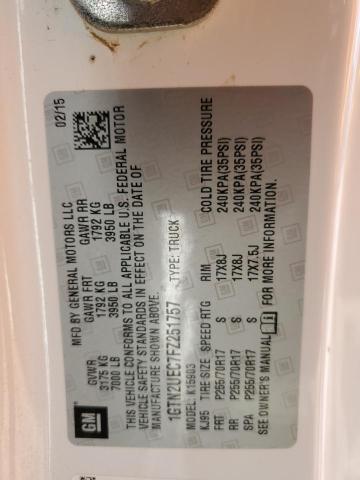 GM
MFD BY GENERAL MOTORS LLC
02/15
GVWR GAWR FRT GAWR RR
3175 KG 1792 KG 1792 KG
7000 LB 3950 LB 3950 LB
THIS VEHICLE CONFORMS TO ALL APPLICABLE U.S. FEDERAL MOTOR
VEHICLE SAFETY STANDARDS IN EFFECT ON THE DATE OF
MANUFACTURE SHOWN ABOVE.
1GTN2UEC7FZ251757 TYPE: TRUCK
MODEL: K15903
KJ95 TIRE SIZE SPEED RTG RIM COLD TIRE PRESSURE
FRT P255/70R17 S 17X8J 240KPA(35PSI)
RR P255/70R17 S 17X8J 240KPA(35PSI)
SPA P255/70R17 S 17X7.5J 240KPA(35PSI)
SEE OWNER'S MANUAL FOR MORE INFORMATION.